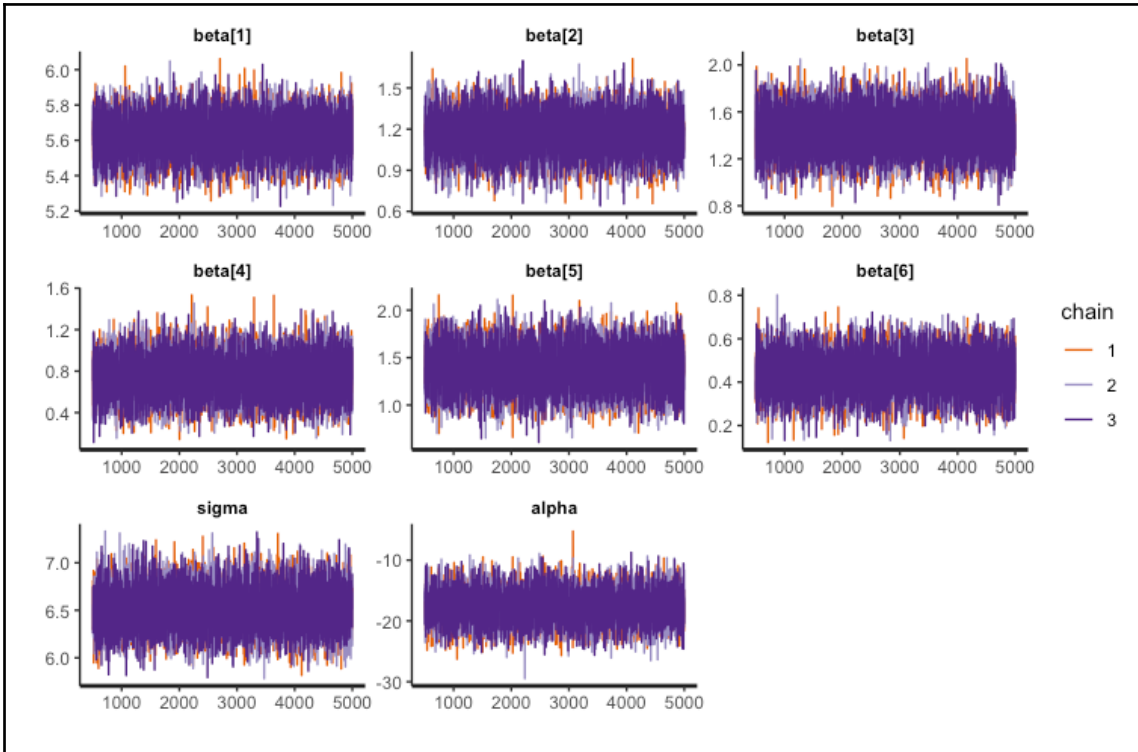 beta[1] beta[2] beta[3]
6.0 1.5 2.0
5.8 1.6
5.6 1.2 1.2
5.4 0.9
5.2 0.6 0.8
1000 2000 3000 4000 5000 1000 2000 3000 4000 5000 1000 2000 3000 4000 5000
beta[4] beta[5] beta[6]
1.6 2.0 0.8
1.2 1.5 0.6
0.8 0.4
0.4 1.0 0.2
1000 2000 3000 4000 5000 1000 2000 3000 4000 5000 1000 2000 3000 4000 5000
chain
1
2
3
sigma alpha
7.0 -10
6.5 -20
6.0 -30
1000 2000 3000 4000 5000 1000 2000 3000 4000 5000